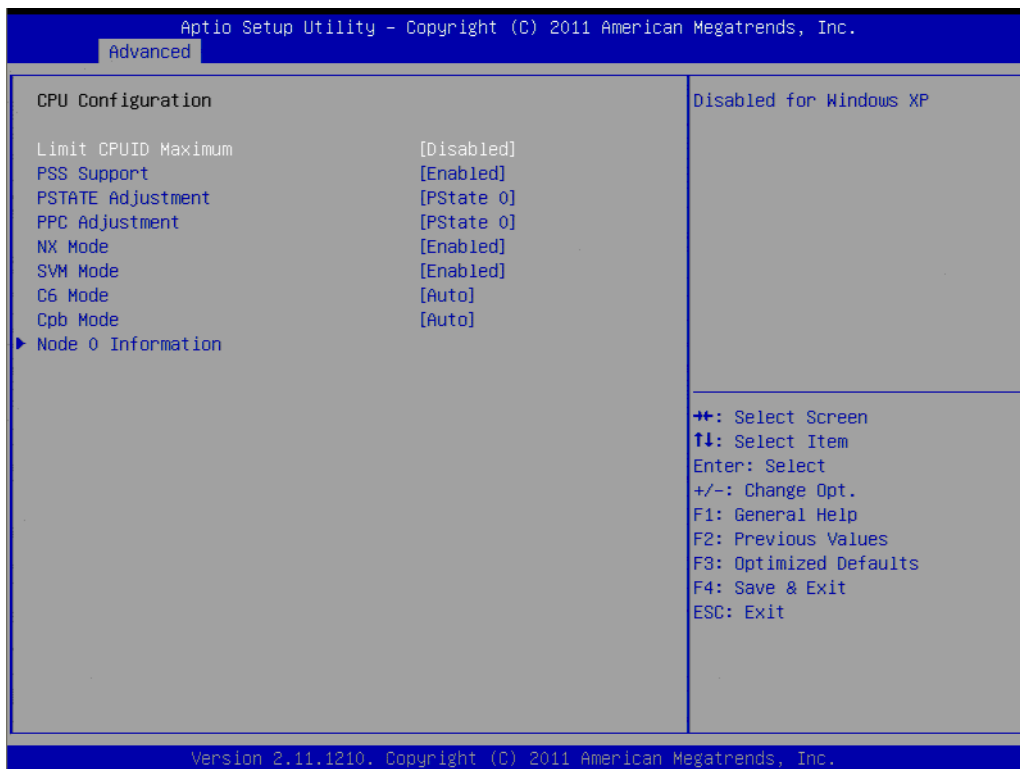 Aptio Setup Utility – Copyright (C) 2011 American Megatrends, Inc.
Advanced
CPU Configuration
Limit CPUID Maximum [Disabled]
PSS Support [Enabled]
PSTATE Adjustment [PState 0]
PPC Adjustment [PState 0]
NX Mode [Enabled]
SVM Mode [Enabled]
C6 Mode [Auto]
Cpb Mode [Auto]
Node 0 Information
Disabled for Windows XP
→←: Select Screen
↑↓: Select Item
Enter: Select
+/-: Change Opt.
F1: General Help
F2: Previous Values
F3: Optimized Defaults
F4: Save & Exit
ESC: Exit
Version 2.11.1210. Copyright (C) 2011 American Megatrends, Inc.